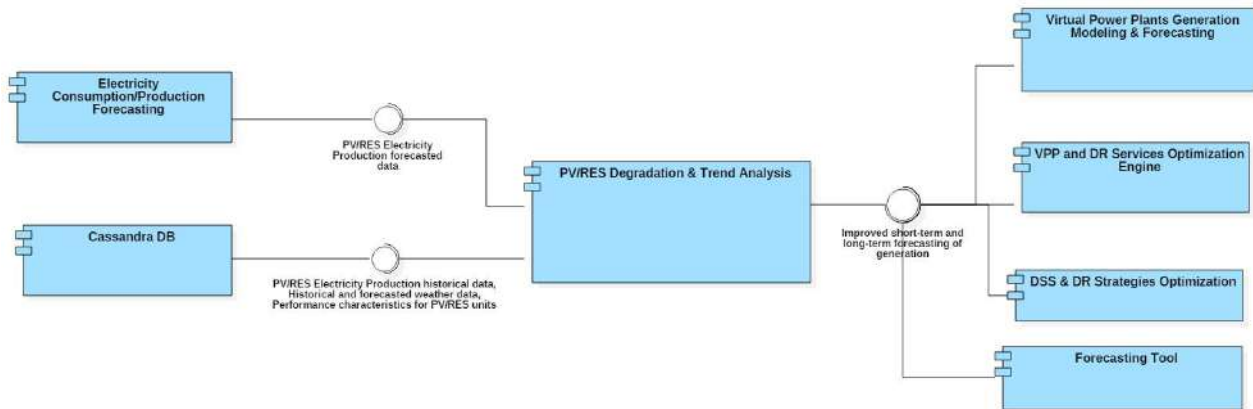 Virtual Power Plants Generation
Modeling & Forecasting
Electricity
Consumption/Production
Forecasting
PV/RES Electricity
Production forecasted
data
VPP and DR Services Optimization
Engine
PV/RES Degradation & Trend Analysis
Cassandra DB
Improved short-term and
long-term forecasting of
generation
PV/RES Electricity Production historical data,
Historical and forecasted weather data,
Performance characteristics for PV/RES units
DSS & DR Strategies Optimization
Forecasting Tool